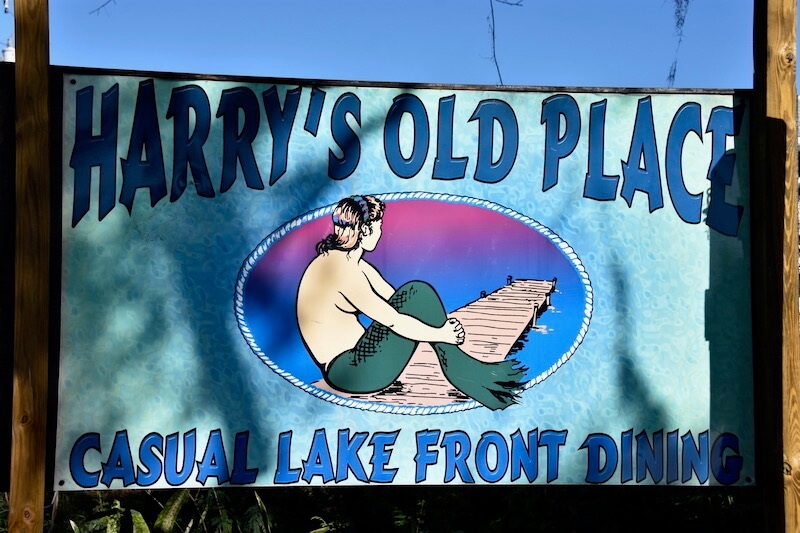 HARRY'S OLD PLACE
CASUAL LAKE FRONT DINING